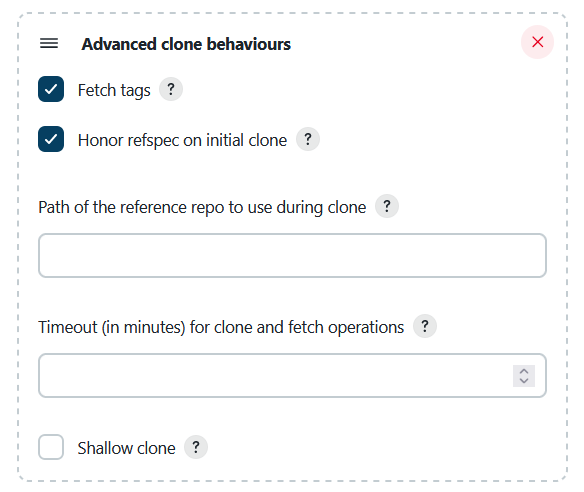 Advanced clone behaviours
Fetch tags ?
Honor refspec on initial clone ?
Path of the reference repo to use during clone ?
Timeout (in minutes) for clone and fetch operations ?
Shallow clone ?